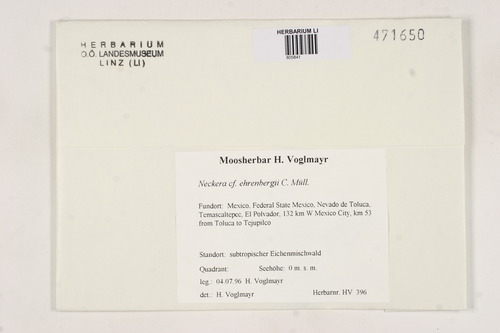 HERBARIUM
O.Ö. LANDESMUSEUM
LINZ (LI)
HERBARIUM LI
471650
Moosherbar H. Voglmayr
Neckera cf. ehrenbergii C. Müll.
Fundort: Mexico, Federal State Mexico, Nevado de Toluca,
Temascaltepec, El Polvador, 132 km W Mexico City, km 53
from Toluca to Tejupilco
Standort: subtropischer Eichenmischwald
Quadrant: Seehöhe: 0 m. s. m.
leg.: 04.07.96 H. Voglmayr
det.: H. Voglmayr Herbarnr. HV 396